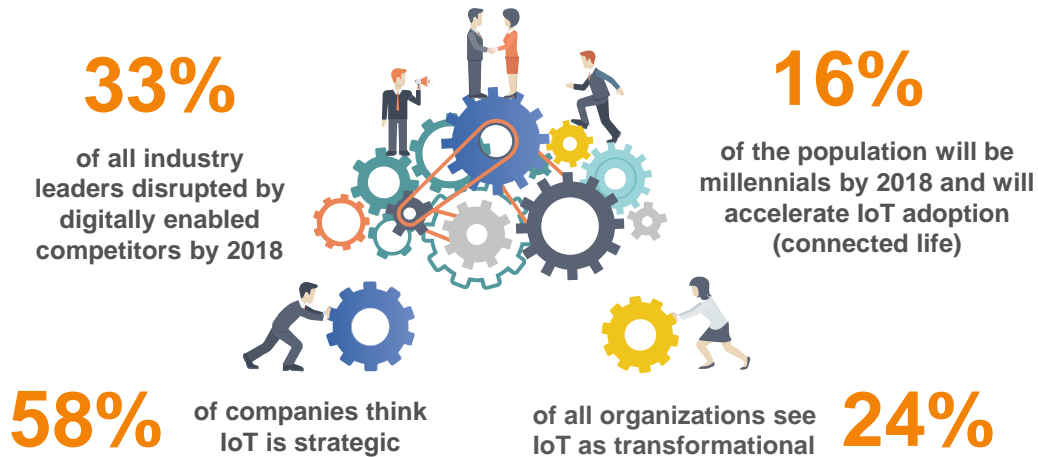 33%
of all industry
leaders disrupted by
digitally enabled
competitors by 2018
16%
of the population will be
millennials by 2018 and will
accelerate IoT adoption
(connected life)
58%
of companies think
IoT is strategic
of all organizations see
IoT as transformational
24%